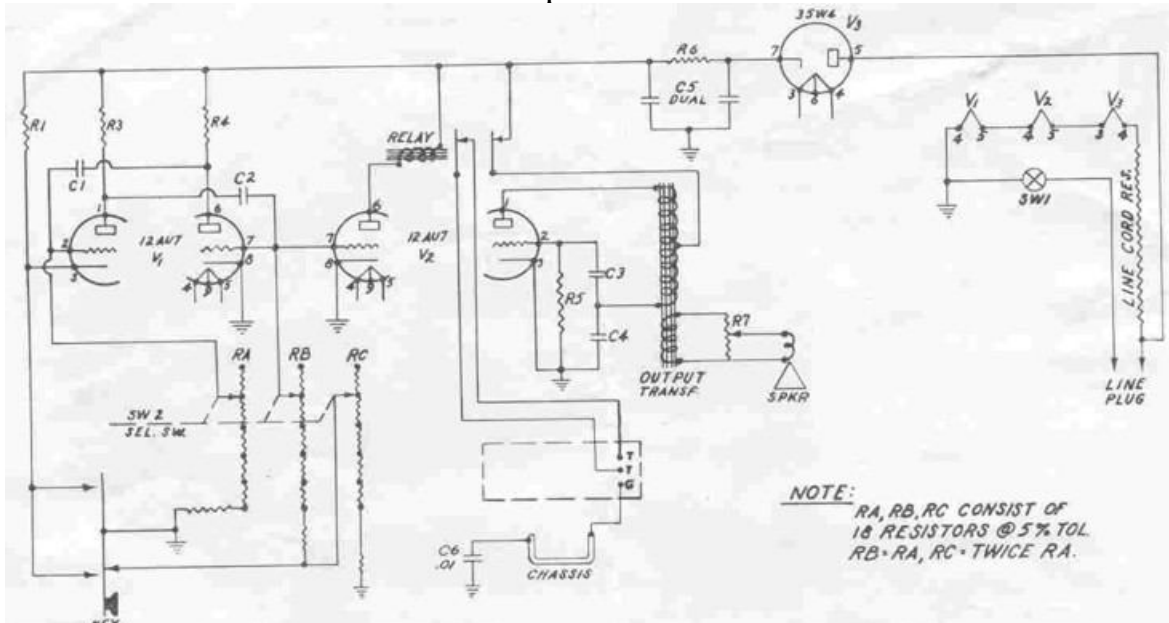 35W4
V3
7
5
3
6
4
R6
C5
DUAL
R1
R3
R4
RELAY
C1
C2
V1
V2
V3
4
5
4
5
3
4
SW1
LINE CORD RES.
LINE
PLUG
1
6
2
3
12AU7
V1
7
8
4
9
5
6
7
8
12AU7
V2
4
9
5
1
2
3
C3
R5
C4
R7
OUTPUT
TRANSF.
SPKR
RA
RB
RC
SW 2
SEL. SW.
T
T
G
C6
.01
CHASSIS
NOTE:
RA, RB, RC CONSIST OF
18 RESISTORS @ 5% TOL.
RB=RA, RC=TWICE RA.